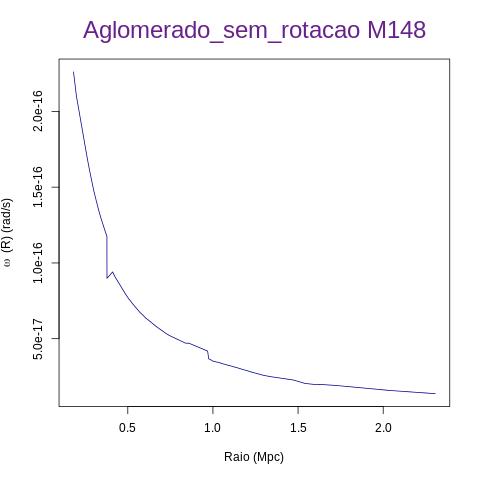 Aglomerado_sem_rotacao M148
ω (R) (rad/s)
2.0e-16
1.5e-16
1.0e-16
5.0e-17
0.5 1.0 1.5 2.0
Raio (Mpc)